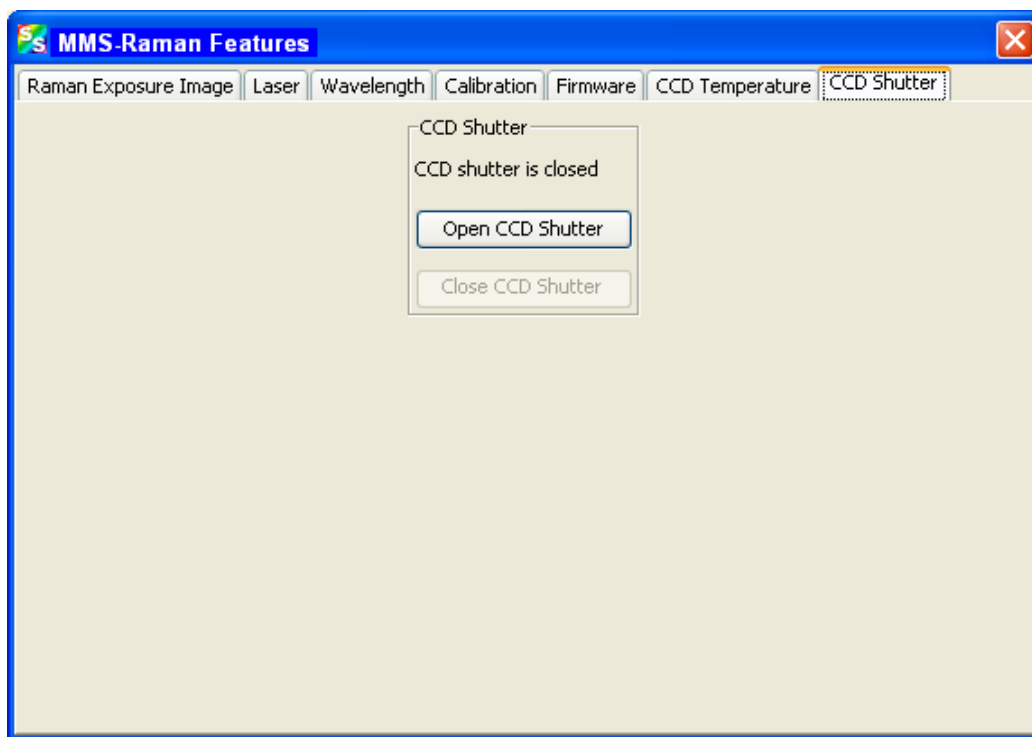 SS MMS-Raman Features
Raman Exposure Image Laser Wavelength Calibration Firmware CCD Temperature CCD Shutter
CCD Shutter
CCD shutter is closed
Open CCD Shutter
Close CCD Shutter